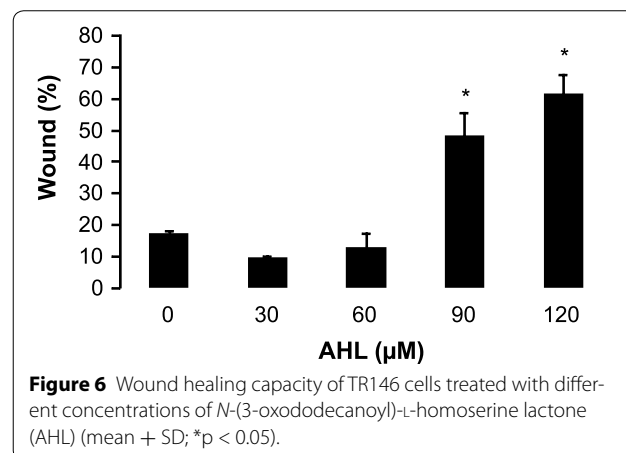 80
70
60
50
40
30
20
10
0
Wound (%)
*
*
0 30 60 90 120
AHL (µM)
Figure 6 Wound healing capacity of TR146 cells treated with differ-
ent concentrations of N-(3-oxododecanoyl)-L-homoserine lactone
(AHL) (mean + SD; *p < 0.05).